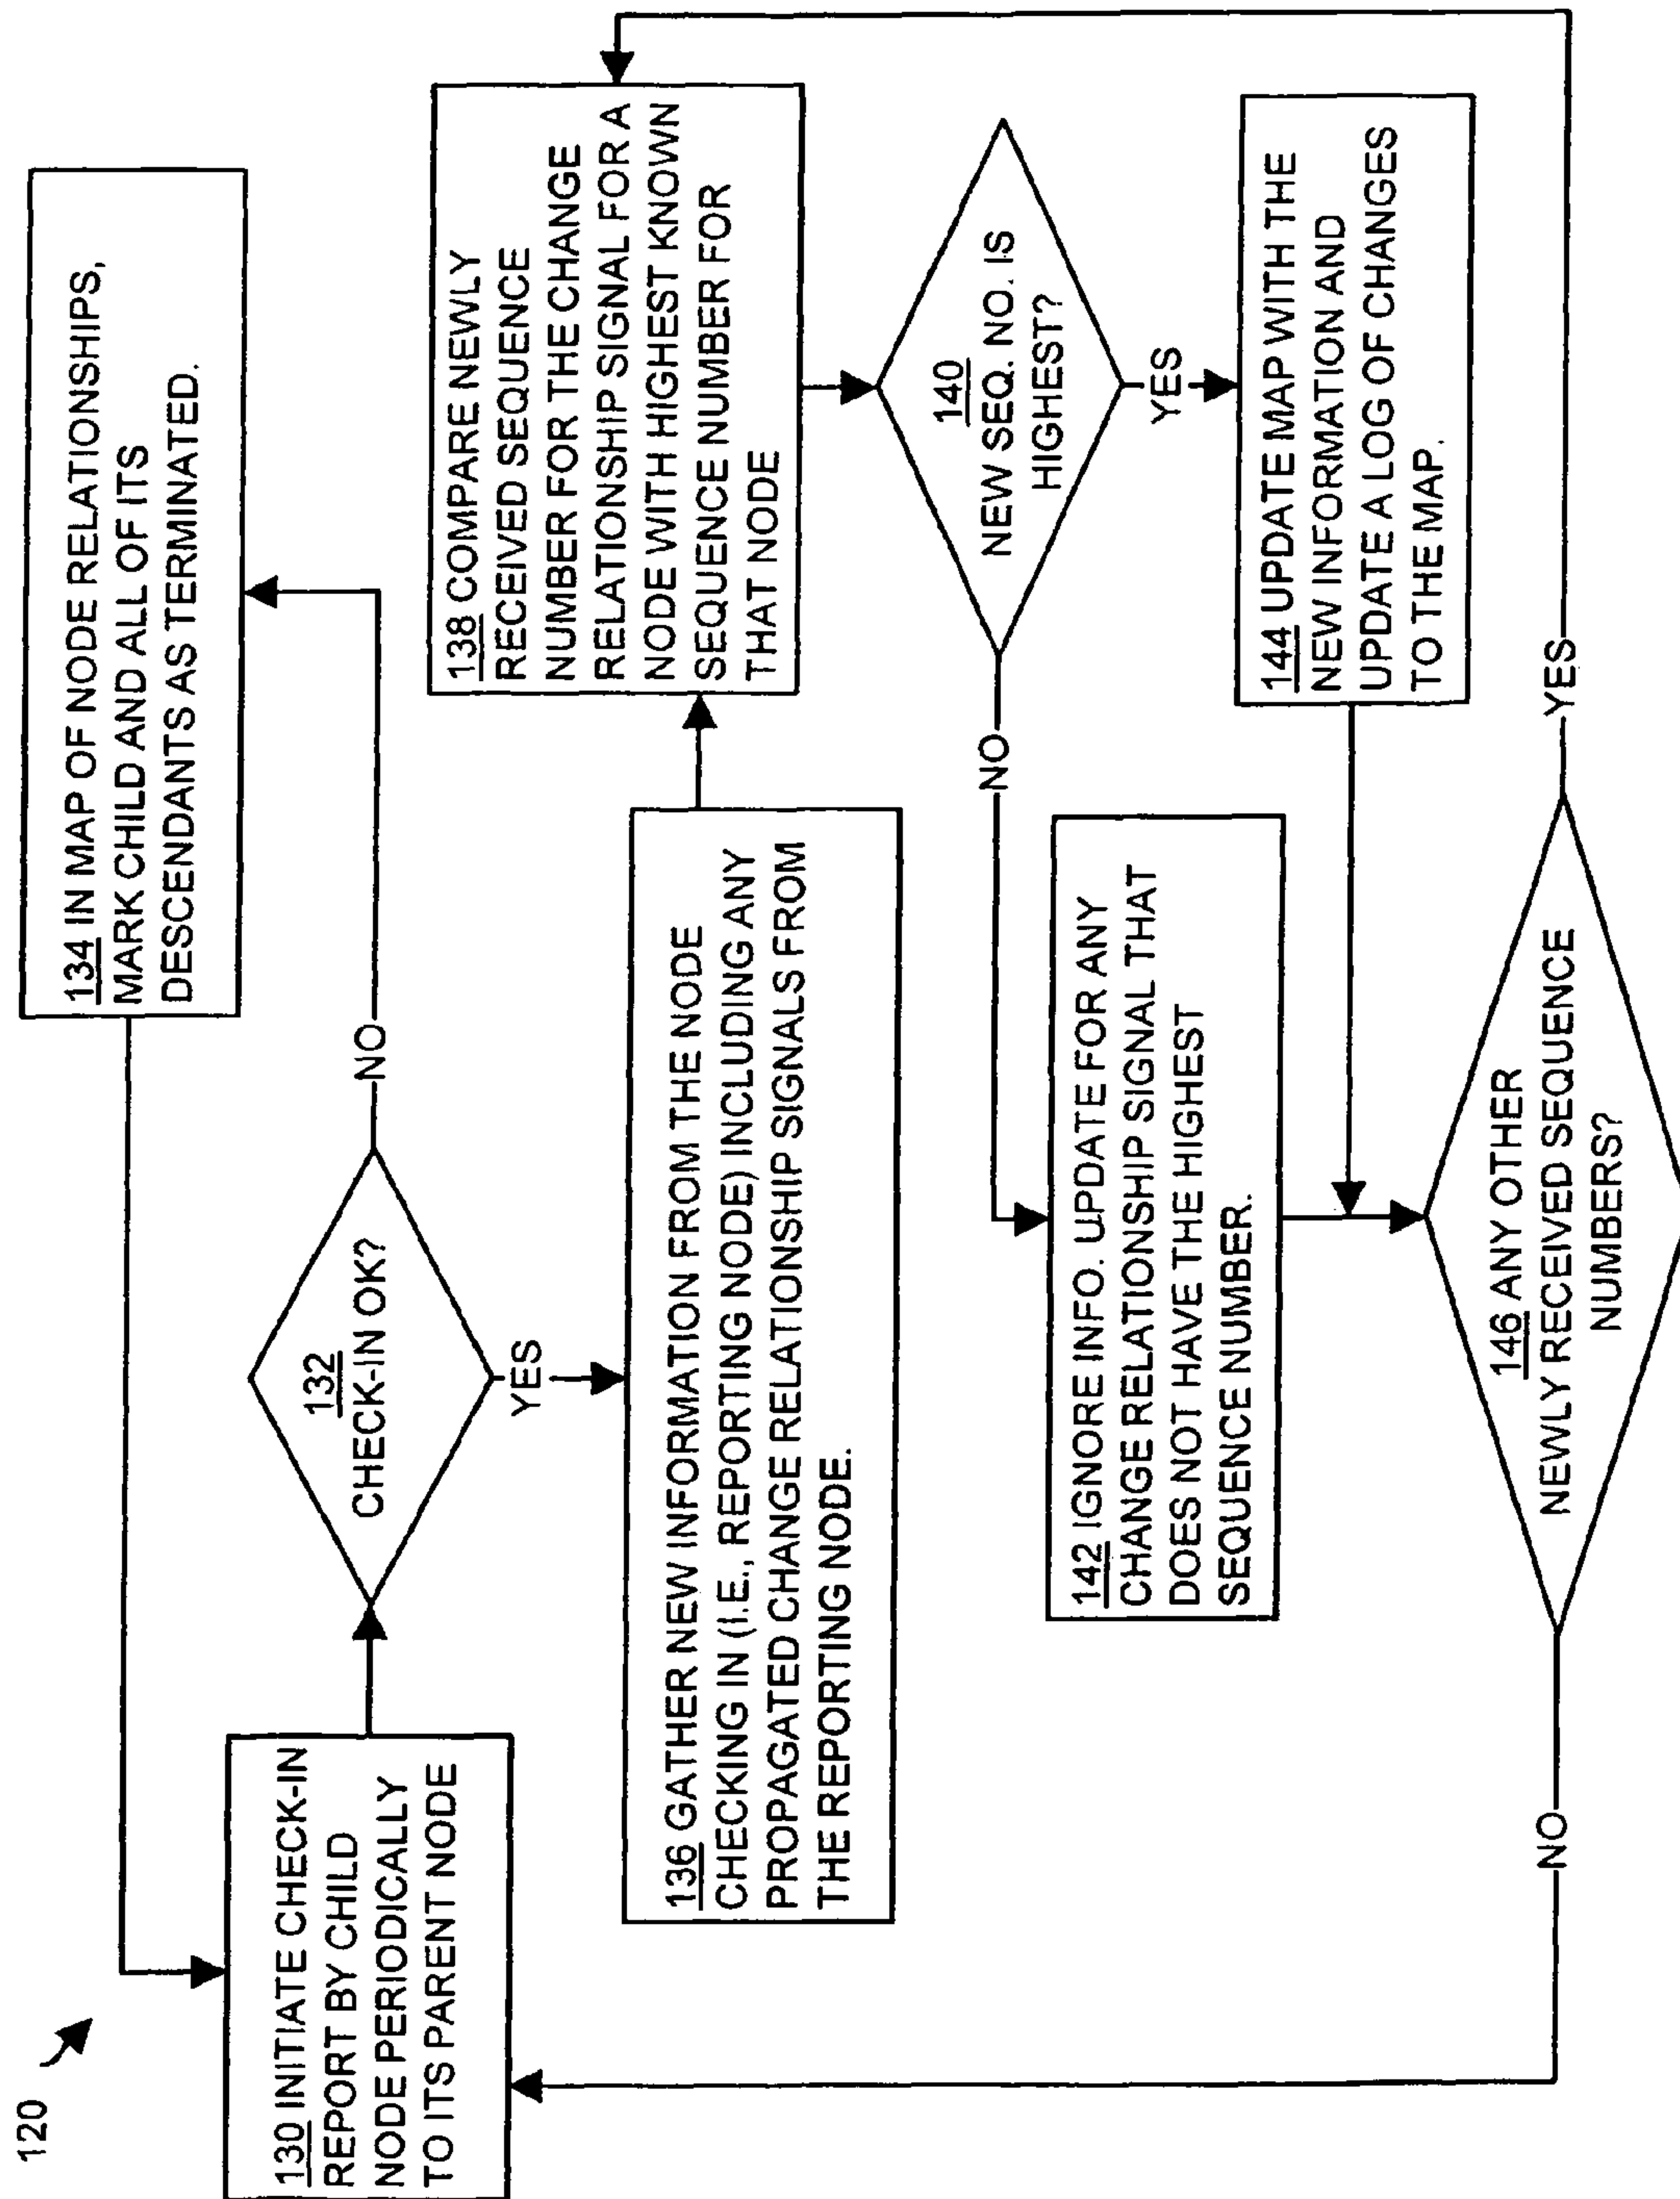 120
130 INITIATE CHECK-IN
REPORT BY CHILD
NODE PERIODICALLY
TO ITS PARENT NODE
132
CHECK-IN OK?
NO
YES
134 IN MAP OF NODE RELATIONSHIPS,
MARK CHILD AND ALL OF ITS
DESCENDANTS AS TERMINATED.
136 GATHER NEW INFORMATION FROM THE NODE
CHECKING IN (I.E., REPORTING NODE) INCLUDING ANY
PROPAGATED CHANGE RELATIONSHIP SIGNALS FROM
THE REPORTING NODE.
138 COMPARE NEWLY
RECEIVED SEQUENCE
NUMBER FOR THE CHANGE
RELATIONSHIP SIGNAL FOR A
NODE WITH HIGHEST KNOWN
SEQUENCE NUMBER FOR
THAT NODE
140
NEW SEQ. NO. IS
HIGHEST?
NO
YES
142 IGNORE INFO. UPDATE FOR ANY
CHANGE RELATIONSHIP SIGNAL THAT
DOES NOT HAVE THE HIGHEST
SEQUENCE NUMBER.
144 UPDATE MAP WITH THE
NEW INFORMATION AND
UPDATE A LOG OF CHANGES
TO THE MAP.
146 ANY OTHER
NEWLY RECEIVED SEQUENCE
NUMBERS?
NO
YES